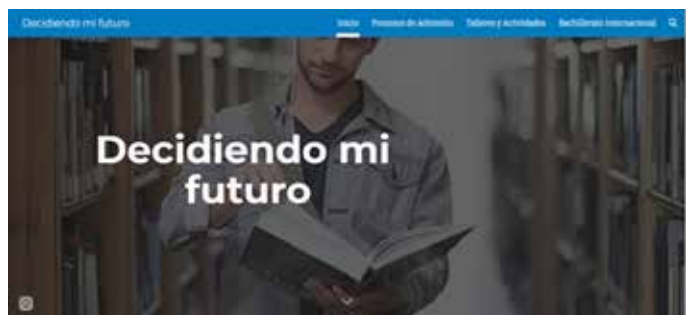 Decidiendo mi futuro
Inicio Procesos de admisión Talleres y Actividades Bachillerato Internacional
Decidiendo mi
futuro